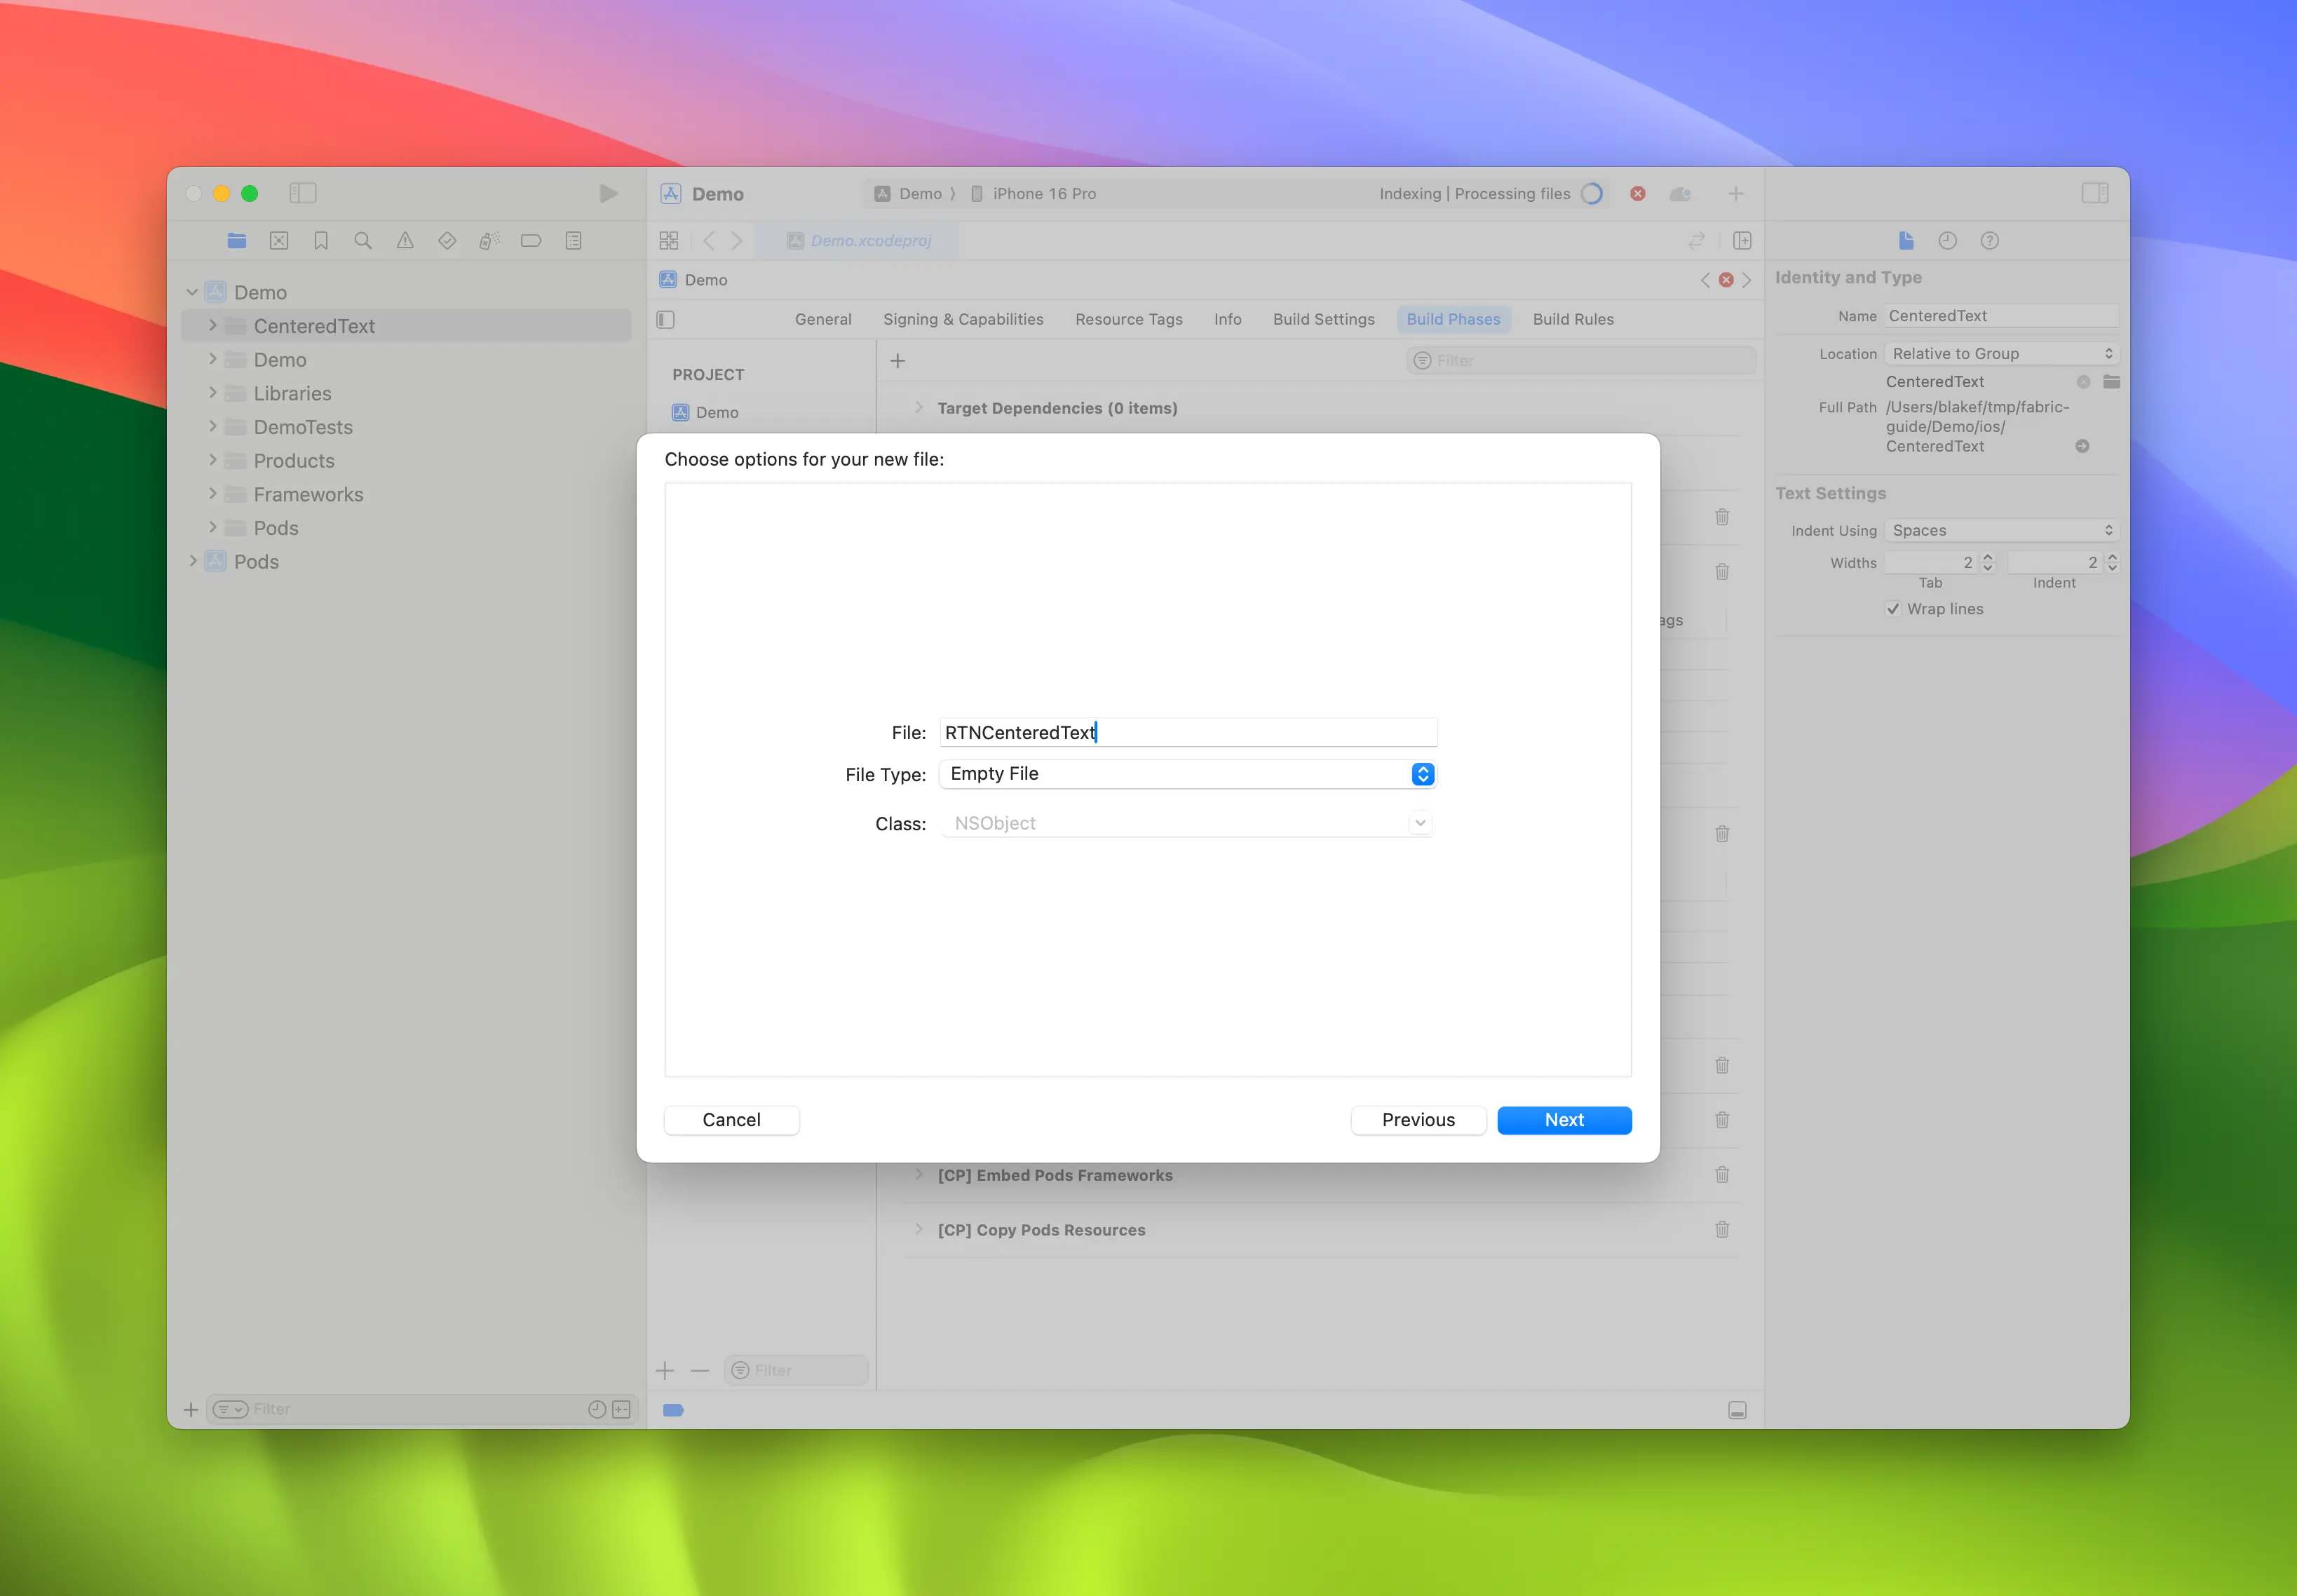 Demo
Demo
iPhone 16 Pro
Indexing | Processing files
Demo.xcodeproj
Demo
CenteredText
Demo
Libraries
DemoTests
Products
Frameworks
Pods
Pods
Filter
Demo
General
Signing & Capabilities
Resource Tags
Info
Build Settings
Build Phases
Build Rules
PROJECT
Demo
Filter
Target Dependencies (0 items)
ags
Choose options for your new file:
File: RTNCenteredText
File Type: Empty File
Class: NSObject
Cancel
Previous
Next
[CP] Embed Pods Frameworks
[CP] Copy Pods Resources
Filter
Identity and Type
Name CenteredText
Location Relative to Group
CenteredText
Full Path /Users/blakef/tmp/fabric-
guide/Demo/ios/
CenteredText
Text Settings
Indent Using Spaces
Widths 2 2
Tab Indent
Wrap lines